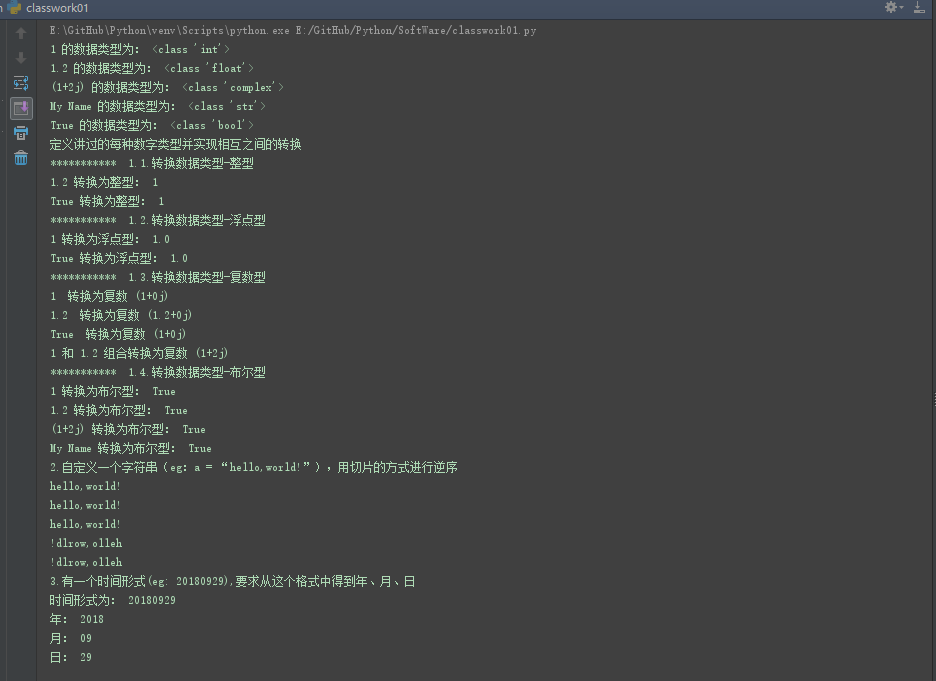 classwork01
E:\GitHub\Python\venv\Scripts\python.exe E:/GitHub/Python/SoftWare/classwork01.py
1 的数据类型为： <class 'int'>
1.2 的数据类型为： <class 'float'>
(1+2j) 的数据类型为： <class 'complex'>
My Name 的数据类型为： <class 'str'>
True 的数据类型为： <class 'bool'>
定义讲过的每种数字类型并实现相互之间的转换
*********** 1.1.转换数据类型-整型
1.2 转换为整型： 1
True 转换为整型： 1
*********** 1.2.转换数据类型-浮点型
1 转换为浮点型： 1.0
True 转换为浮点型： 1.0
*********** 1.3.转换数据类型-复数型
1 转换为复数 (1+0j)
1.2 转换为复数 (1.2+0j)
True 转换为复数 (1+0j)
1 和 1.2 组合转换为复数 (1+2j)
*********** 1.4.转换数据类型-布尔型
1 转换为布尔型： True
1.2 转换为布尔型： True
(1+2j) 转换为布尔型： True
My Name 转换为布尔型： True
2.自定义一个字符串（eg：a = “hello,world!”），用切片的方式进行逆序
hello,world!
hello,world!
hello,world!
!dlrow,olleh
!dlrow,olleh
3.有一个时间形式(eg: 20180929),要求从这个格式中得到年、月、日
时间形式为： 20180929
年： 2018
月： 09
日： 29